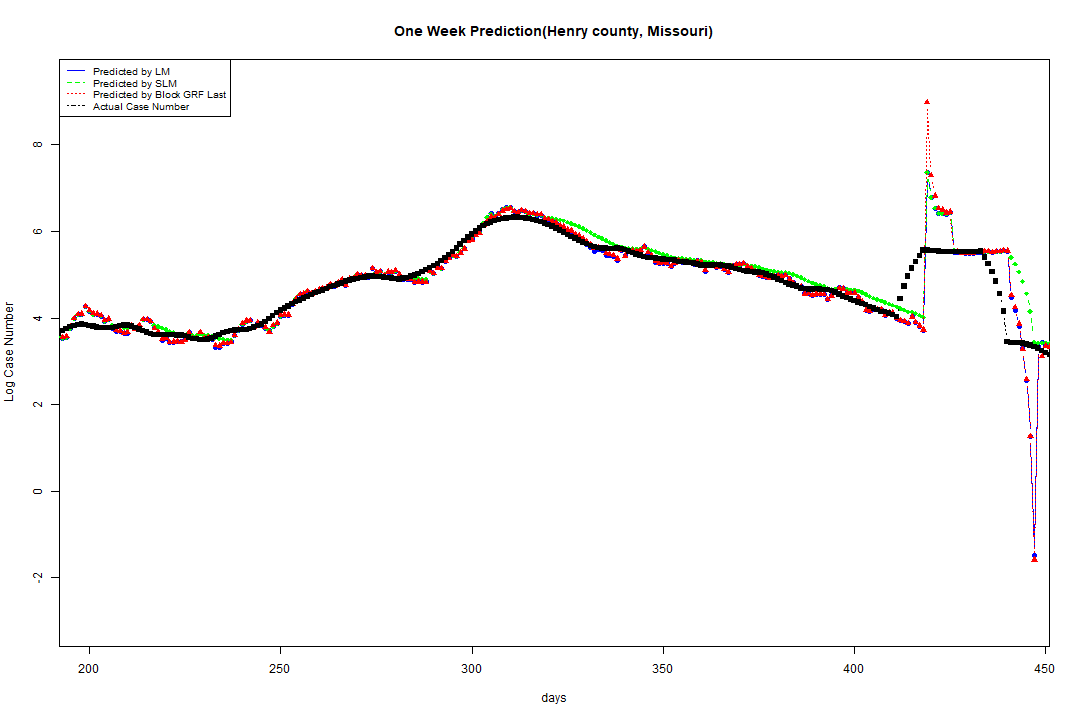 One Week Prediction(Henry county, Missouri)
Predicted by LM
Predicted by SLM
Predicted by Block GRF Last
Actual Case Number
8
6
4
2
0
-2
Log Case Number
200 250 300 350 400 450
days